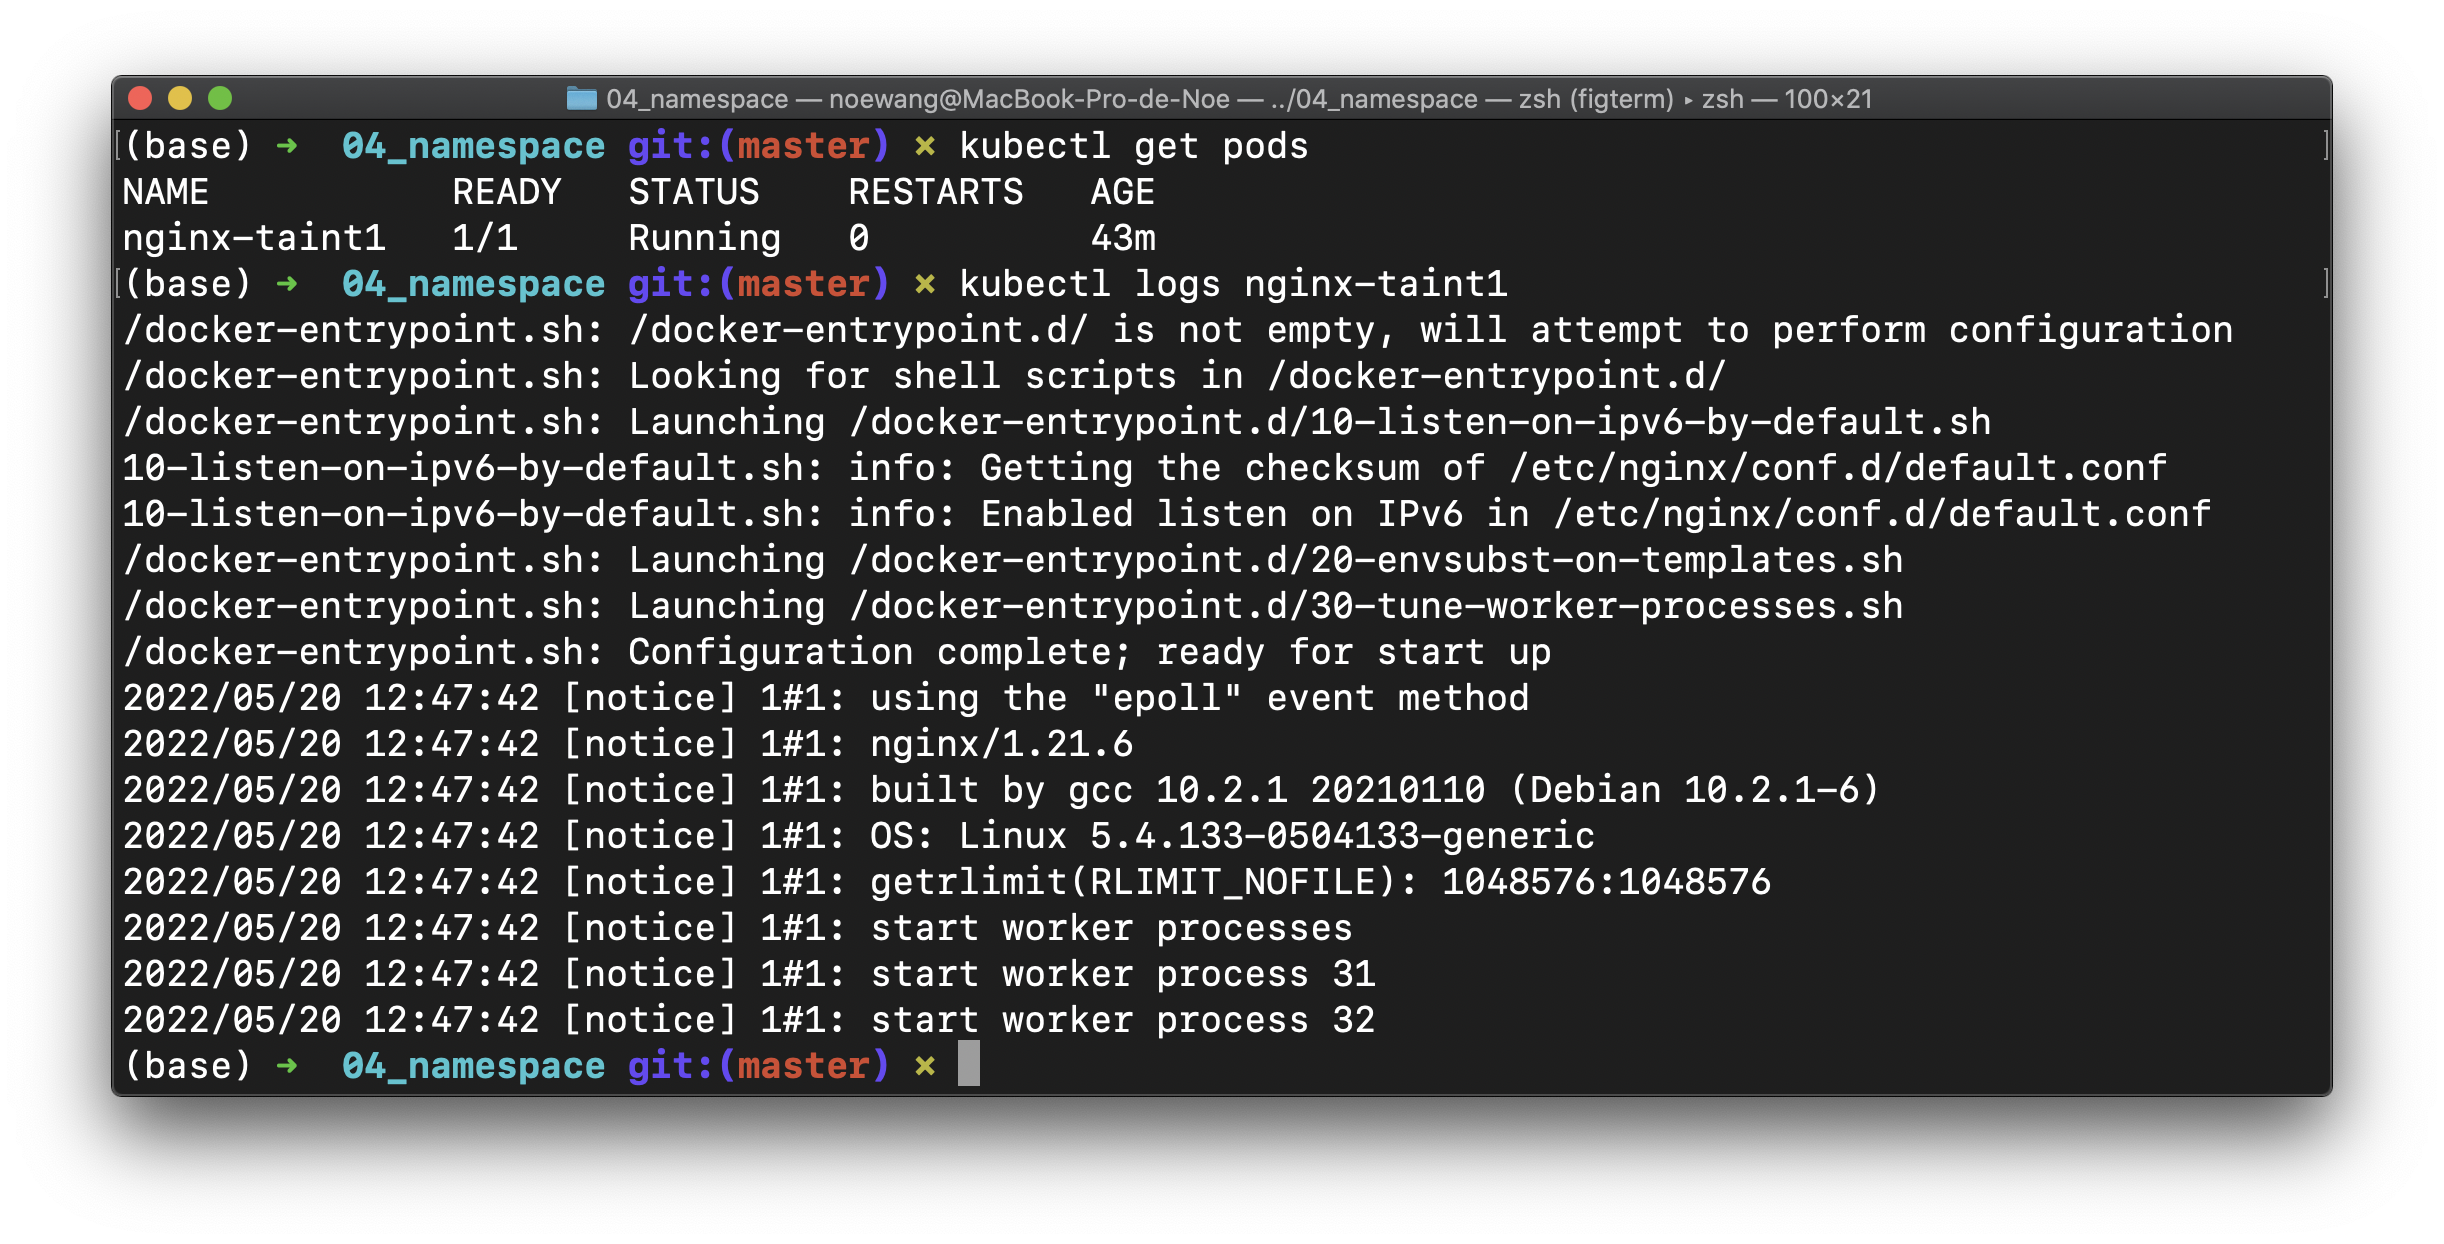 04_namespace — noewang@MacBook-Pro-de-Noe — ../04_namespace — zsh (figterm) ▸ zsh — 100×21
[(base) ➜  04_namespace git:(master) ✗ kubectl get pods ]
NAME           READY   STATUS    RESTARTS   AGE
nginx-taint1   1/1     Running   0          43m
[(base) ➜  04_namespace git:(master) ✗ kubectl logs nginx-taint1 ]
/docker-entrypoint.sh: /docker-entrypoint.d/ is not empty, will attempt to perform configuration
/docker-entrypoint.sh: Looking for shell scripts in /docker-entrypoint.d/
/docker-entrypoint.sh: Launching /docker-entrypoint.d/10-listen-on-ipv6-by-default.sh
10-listen-on-ipv6-by-default.sh: info: Getting the checksum of /etc/nginx/conf.d/default.conf
10-listen-on-ipv6-by-default.sh: info: Enabled listen on IPv6 in /etc/nginx/conf.d/default.conf
/docker-entrypoint.sh: Launching /docker-entrypoint.d/20-envsubst-on-templates.sh
/docker-entrypoint.sh: Launching /docker-entrypoint.d/30-tune-worker-processes.sh
/docker-entrypoint.sh: Configuration complete; ready for start up
2022/05/20 12:47:42 [notice] 1#1: using the "epoll" event method
2022/05/20 12:47:42 [notice] 1#1: nginx/1.21.6
2022/05/20 12:47:42 [notice] 1#1: built by gcc 10.2.1 20210110 (Debian 10.2.1-6)
2022/05/20 12:47:42 [notice] 1#1: OS: Linux 5.4.133-0504133-generic
2022/05/20 12:47:42 [notice] 1#1: getrlimit(RLIMIT_NOFILE): 1048576:1048576
2022/05/20 12:47:42 [notice] 1#1: start worker processes
2022/05/20 12:47:42 [notice] 1#1: start worker process 31
2022/05/20 12:47:42 [notice] 1#1: start worker process 32
(base) ➜  04_namespace git:(master) ✗